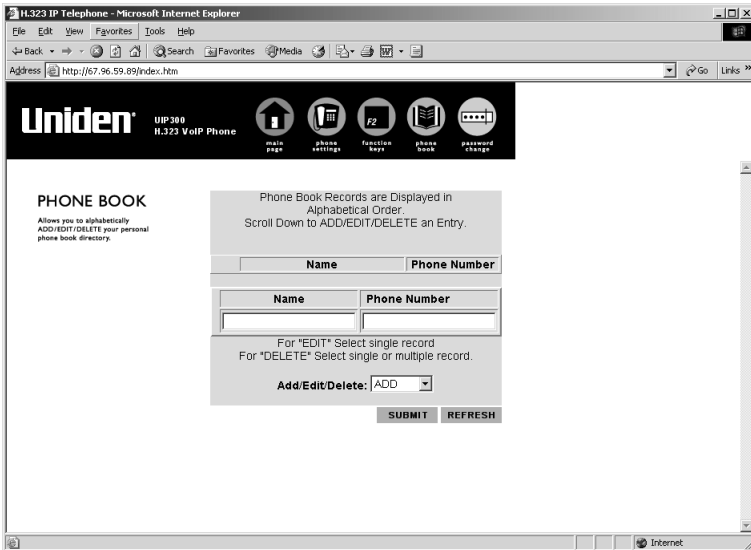 H.323 IP Telephone - Microsoft Internet Explorer
File Edit View Favorites Tools Help
Back Search Favorites Media
Address http://67.96.59.89/index.htm Go Links »
Uniden UIP300
H.323 VoIP Phone
main page
phone settings
F2
function keys
phone book
password change
PHONE BOOK
Allows you to alphabetically
ADD/EDIT/DELETE your personal
phone book directory.
Phone Book Records are Displayed in
Alphabetical Order.
Scroll Down to ADD/EDIT/DELETE an Entry.
Name Phone Number
Name Phone Number
For "EDIT" Select single record
For "DELETE" Select single or multiple record.
Add/Edit/Delete: ADD
SUBMIT REFRESH
Internet